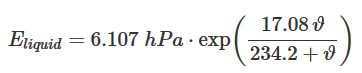 E_liquid = 6.107 hPa · exp( 17.08 ϑ / 234.2 + ϑ )